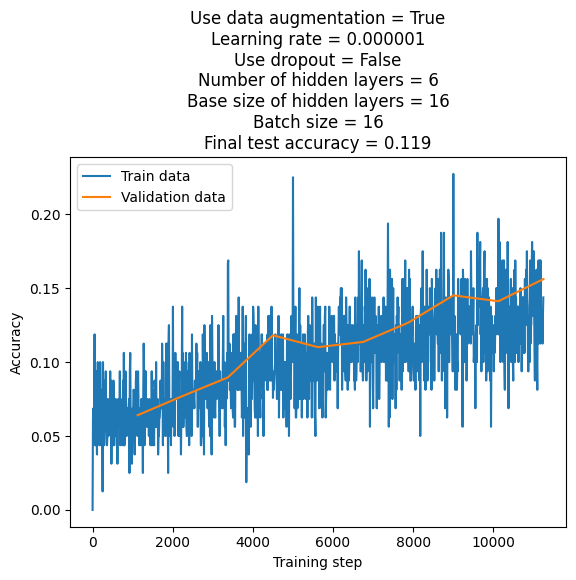 Use data augmentation = True
Learning rate = 0.000001
Use dropout = False
Number of hidden layers = 6
Base size of hidden layers = 16
Batch size = 16
Final test accuracy = 0.119
Train data
Validation data
0.20
0.15
0.10
0.05
0.00
Accuracy
0
2000
4000
6000
8000
10000
Training step